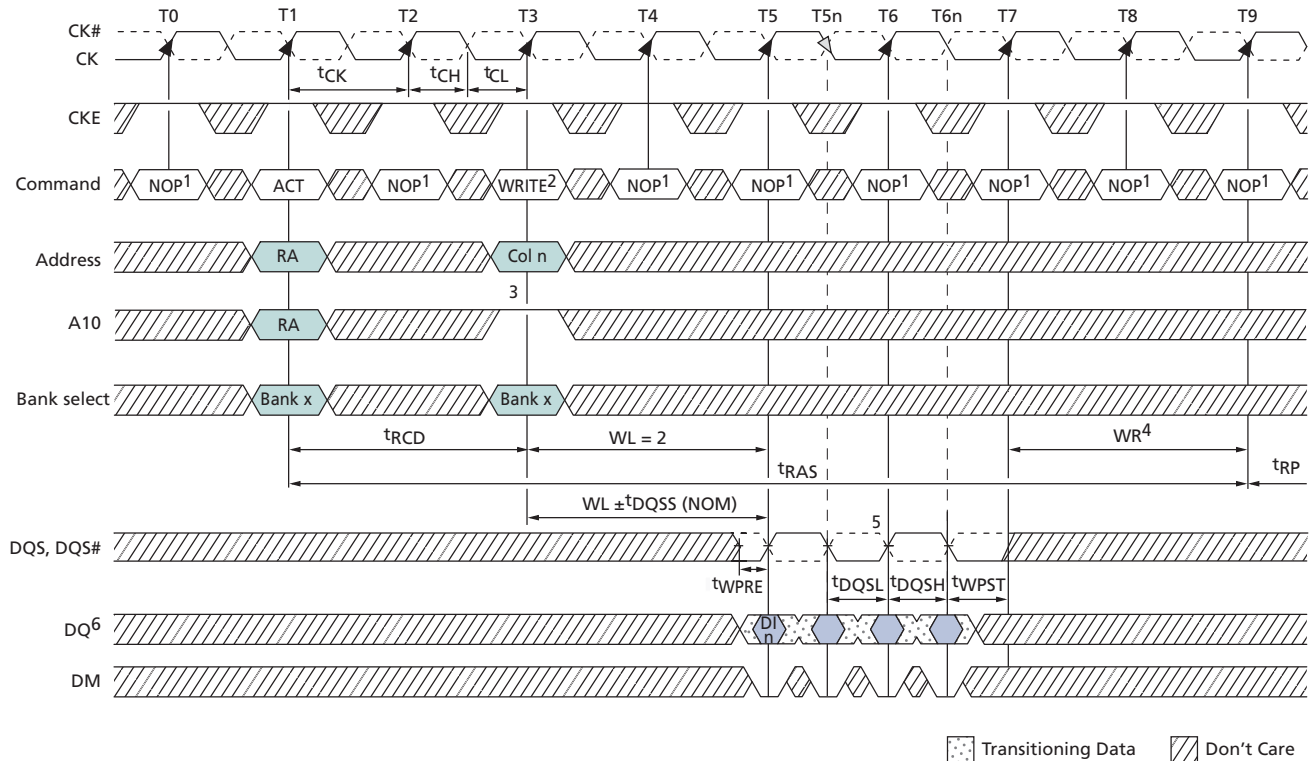 T0 T1 T2 T3 T4 T5 T5n T6 T6n T7 T8 T9
CK#
CK
tCK tCH tCL
CKE
Command NOP1 ACT NOP1 WRITE2 NOP1 NOP1 NOP1 NOP1 NOP1 NOP1
Address RA Col n
3
A10 RA
Bank select Bank x Bank x
tRCD WL = 2 WR4
tRAS tRP
WL ±tDQSS (NOM)
5
DQS, DQS#
tWPRE tDQSL tDQSH tWPST
DQ6 DI
n
DM
Transitioning Data Don't Care